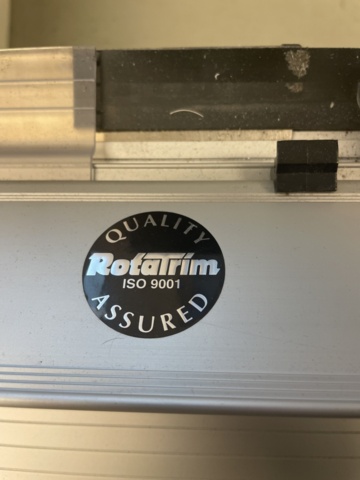 QUALITY
RotaTrim
ISO 9001
ASSURED